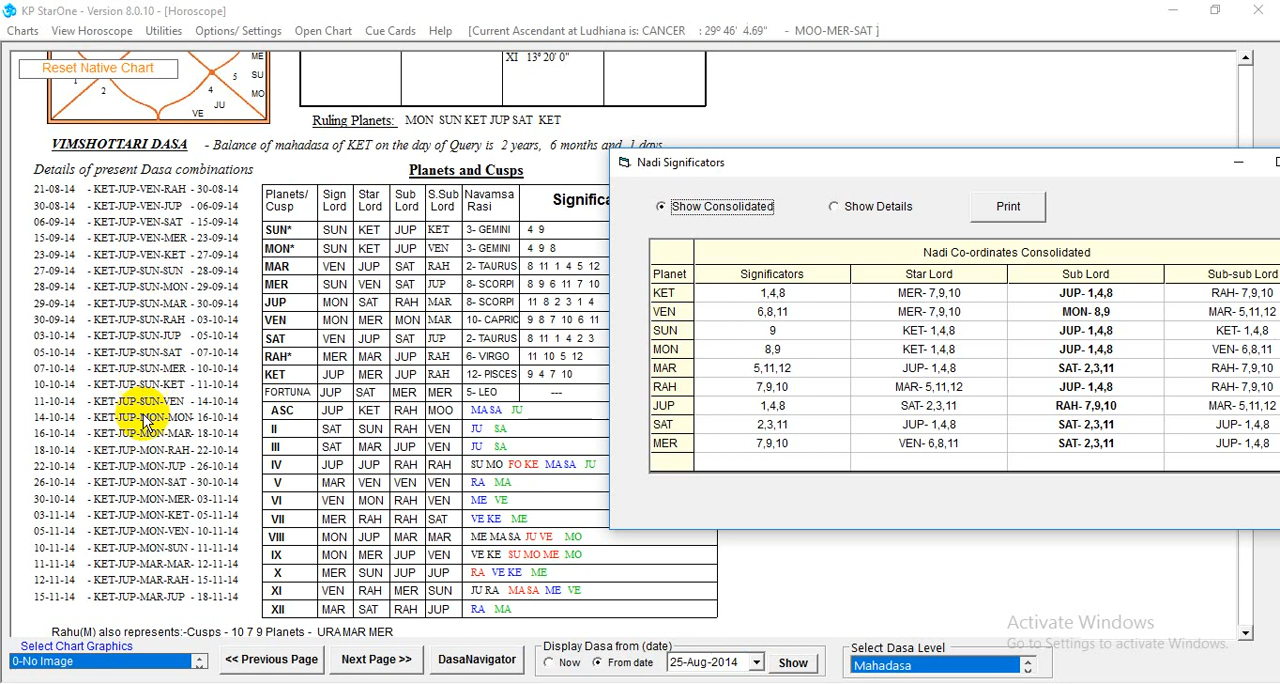 KP StarOne - Version 8.0.10 - [Horoscope]
Charts View Horoscope Utilities Options/ Settings Open Chart Cue Cards Help [Current Ascendant at Ludhiana is: CANCER : 29º 46' 4.69" - MOO-MER-SAT ]
Reset Native Chart
1 2 VE 4 JU 5 ME SU MO
XI 13º 20' 0"
Ruling Planets: MON SUN KET JUP SAT KET
VIMSHOTTARI DASA - Balance of mahadasa of KET on the day of Query is 2 years, 6 months and 1 days
Details of present Dasa combinations
21-08-14 - KET-JUP-VEN-RAH - 30-08-14
30-08-14 - KET-JUP-VEN-JUP - 06-09-14
06-09-14 - KET-JUP-VEN-SAT - 15-09-14
15-09-14 - KET-JUP-VEN-MER - 23-09-14
23-09-14 - KET-JUP-VEN-KET - 27-09-14
27-09-14 - KET-JUP-SUN-SUN - 28-09-14
28-09-14 - KET-JUP-SUN-MON - 29-09-14
29-09-14 - KET-JUP-SUN-MAR - 30-09-14
30-09-14 - KET-JUP-SUN-RAH - 03-10-14
03-10-14 - KET-JUP-SUN-JUP - 05-10-14
05-10-14 - KET-JUP-SUN-SAT - 07-10-14
07-10-14 - KET-JUP-SUN-MER - 10-10-14
10-10-14 - KET-JUP-SUN-KET - 11-10-14
11-10-14 - KET-JUP-SUN-VEN - 14-10-14
14-10-14 - KET-JUP-MON-MON- 16-10-14
16-10-14 - KET-JUP-MON-MAR- 18-10-14
18-10-14 - KET-JUP-MON-RAH- 22-10-14
22-10-14 - KET-JUP-MON-JUP - 26-10-14
26-10-14 - KET-JUP-MON-SAT - 30-10-14
30-10-14 - KET-JUP-MON-MER- 03-11-14
03-11-14 - KET-JUP-MON-KET - 05-11-14
05-11-14 - KET-JUP-MON-VEN - 10-11-14
10-11-14 - KET-JUP-MON-SUN - 11-11-14
11-11-14 - KET-JUP-MAR-MAR- 12-11-14
12-11-14 - KET-JUP-MAR-RAH - 15-11-14
15-11-14 - KET-JUP-MAR-JUP - 18-11-14
Planets and Cusps
Planets/ Cusp Sign Lord Star Lord Sub Lord S.Sub Lord Navamsa Rasi Signific
SUN* SUN KET JUP KET 3- GEMINI 4 9
MON* SUN KET JUP VEN 3- GEMINI 4 9 8
MAR VEN JUP SAT RAH 2- TAURUS 8 11 1 4 5 12
MER SUN VEN SAT JUP 8- SCORPI 8 9 6 11 7 10
JUP MON SAT RAH MAR 8- SCORPI 11 8 2 3 1 4
VEN MON MER MON MAR 10- CAPRIC 9 8 7 10 6 11
SAT VEN JUP SAT JUP 2- TAURUS 8 11 1 4 2 3
RAH* MER MAR JUP RAH 6- VIRGO 11 10 5 12
KET JUP MER JUP RAH 12- PISCES 9 4 7 10
FORTUNA JUP SAT MER MER 5- LEO ---
ASC JUP KET RAH MOO MA SA JU
II SAT SUN RAH VEN JU SA
III SAT MAR JUP VEN JU SA
IV JUP JUP RAH RAH SU MO FO KE MA SA JU
V MAR VEN VEN VEN RA MA
VI VEN MON RAH VEN ME VE
VII MER RAH RAH SAT VE KE ME
VIII MON JUP MAR MAR ME MA SA JU VE MO
IX MON MER JUP VEN VE KE SU MO ME MO
X MER SUN JUP JUP RA VE KE ME
XI VEN RAH MER SUN JU RA MA SA ME VE
XII MAR SAT RAH JUP RA MA
Rahu(M) also represents:-Cusps - 10 7 9 Planets - URA MAR MER
Nadi Significators
Show Consolidated Show Details Print
Nadi Co-ordinates Consolidated
Planet Significators Star Lord Sub Lord Sub-sub Lord
KET 1,4,8 MER- 7,9,10 JUP- 1,4,8 RAH- 7,9,10
VEN 6,8,11 MER- 7,9,10 MON- 8,9 MAR- 5,11,12
SUN 9 KET- 1,4,8 JUP- 1,4,8 KET- 1,4,8
MON 8,9 KET- 1,4,8 JUP- 1,4,8 VEN- 6,8,11
MAR 5,11,12 JUP- 1,4,8 SAT- 2,3,11 RAH- 7,9,10
RAH 7,9,10 MAR- 5,11,12 JUP- 1,4,8 RAH- 7,9,10
JUP 1,4,8 SAT- 2,3,11 RAH- 7,9,10 MAR- 5,11,12
SAT 2,3,11 JUP- 1,4,8 SAT- 2,3,11 JUP- 1,4,8
MER 7,9,10 VEN- 6,8,11 SAT- 2,3,11 JUP- 1,4,8
Activate Windows
Go to Settings to activate Windows.
Select Chart Graphics
0-No Image
<< Previous Page Next Page >> DasaNavigator
Display Dasa from (date)
Now From date 25-Aug-2014 Show
Select Dasa Level
Mahadasa